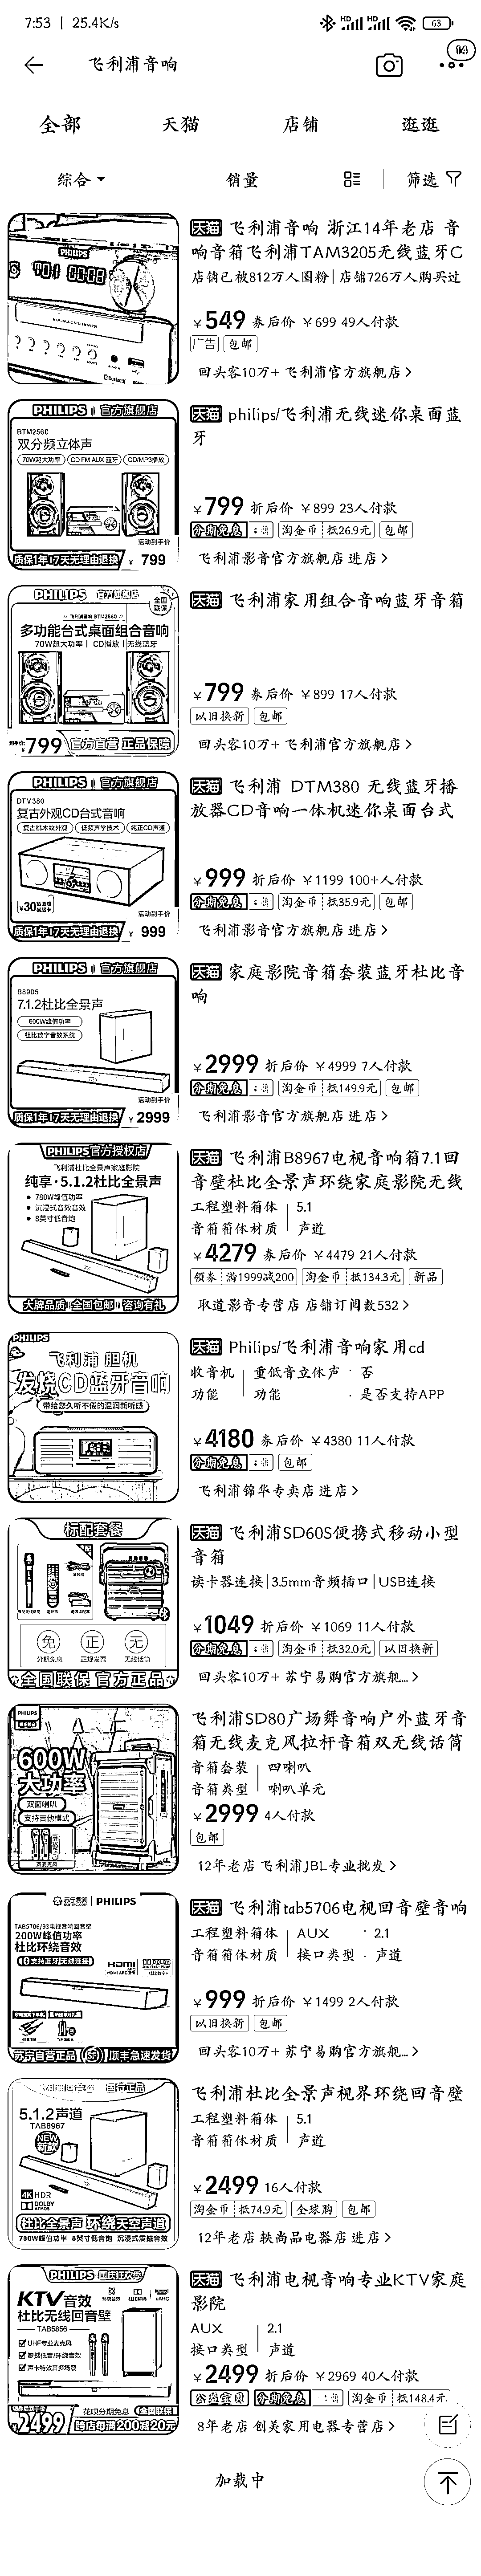 7:53 | 25.4K/s
HD HD 63
飞利浦音响
全部 天猫 店铺 逛逛
综合 销量 筛选
PHILIPS
天猫 飞利浦音响 浙江14年老店 音
响音箱飞利浦TAM3205无线蓝牙C
店铺已被812万人围粉 | 店铺726万人购买过
¥549 券后价 ¥699 49人付款
广告 包邮
回头客10万+ 飞利浦官方旗舰店
PHILIPS 官方旗舰店
BTM2560
双分频立体声
70W超大功率 CD FM AUX 蓝牙 CD/MP3播放
活动到手价
质保1年 17天无理由退换 ¥ 799
天猫 philips/飞利浦无线迷你桌面蓝
牙
¥799 折后价 ¥899 23人付款
分期免息 淘金币 抵26.9元 包邮
飞利浦影音官方旗舰店 进店
PHILIPS 官方旗舰店
全国联保
飞利浦音响 BTM2560
多功能台式桌面组合音响
70W超大功率 | CD播放 | 无线蓝牙
到手价 ¥799 官方直营 正品保障
天猫 飞利浦家用组合音响蓝牙音箱
¥799 券后价 ¥899 17人付款
以旧换新 包邮
回头客10万+ 飞利浦官方旗舰店
PHILIPS 官方旗舰店
DTM380
复古外观CD台式音响
复古机木纹外观 低频声学技术 纯正CD声道
¥30
活动到手价
质保1年 17天无理由退换 ¥ 999
天猫 飞利浦 DTM380 无线蓝牙播
放器CD音响一体机迷你桌面台式
¥999 折后价 ¥1199 100+人付款
分期免息 淘金币 抵35.9元 包邮
飞利浦影音官方旗舰店 进店
PHILIPS 官方旗舰店
B8905
7.1.2杜比全景声
600W峰值功率
杜比数字音效系统
活动到手价
质保1年 17天无理由退换 ¥ 2999
天猫 家庭影院音箱套装蓝牙杜比音
响
¥2999 折后价 ¥4999 7人付款
分期免息 淘金币 抵149.9元 包邮
飞利浦影音官方旗舰店 进店
PHILIPS官方授权店
飞利浦杜比全景声家庭影院
纯享·5.1.2杜比全景声
780W峰值功率
沉浸式音效音效
8英寸低音炮
大牌品质 全国包邮 咨询有礼
天猫 飞利浦B8967电视音响箱7.1回
音壁杜比全景声环绕家庭影院无线
工程塑料箱体 | 5.1
音箱箱体材质 | 声道
¥4279 券后价 ¥4479 21人付款
领券 满1999减200 淘金币 抵134.3元 新品
取道影音专营店 店铺订阅数532
PHILIPS
飞利浦 胆机
发烧CD蓝牙音响
带给您久听不倦的温润新听感
天猫 Philips/飞利浦音响家用cd
收音机 | 重低音立体声 · 否
功能 | 功能 · 是否支持APP
¥4180 券后价 ¥4380 11人付款
分期免息 包邮
飞利浦锦华专卖店 进店
标配套餐
免 正 无
分期免息 正规发票 无线话筒
全国联保 官方正品
天猫 飞利浦SD60S便携式移动小型
音箱
读卡器连接 | 3.5mm音频插口 | USB连接
¥1049 折后价 ¥1069 11人付款
分期免息 淘金币 抵32.0元 以旧换新
回头客10万+ 苏宁易购官方旗舰...
PHILIPS
600W
大功率
双重喇叭
支持吉他模式
飞利浦SD80广场舞音响户外蓝牙音
箱无线麦克风拉杆音箱双无线话筒
音箱套装 | 四喇叭
音箱类型 | 喇叭单元
¥2999 4人付款
包邮
12年老店 飞利浦JBL专业批发
苏宁易购 PHILIPS
TAB5706/93电视音响回音壁
200W峰值功率
杜比环绕音效
支持蓝牙无线连接
HDMI
苏宁自营正品 顺丰急速发货
天猫 飞利浦tab5706电视回音壁音响
工程塑料箱体 | AUX · 2.1
音箱箱体材质 | 接口类型 · 声道
¥999 折后价 ¥1499 2人付款
以旧换新 包邮
回头客10万+ 苏宁易购官方旗舰...
5.1.2声道
TAB8967
NEW
新款
4K HDR
DOLBY
ATMOS
杜比全景声 环绕天空声道
780W峰值功率 8英寸低音炮 沉浸式震撼音效
飞利浦杜比全景声视界环绕回音壁
工程塑料箱体 | 5.1
音箱箱体材质 | 声道
¥2499 16人付款
淘金币 抵74.9元 全球购 包邮
12年老店 轶尚品电器店 进店
PHILIPS
KTV音效
杜比无线回音壁
TAB5856
eARC
UHF专业麦克风
震撼低音/环绕音效
声卡特效麦多场景
花呗分期免息 全国联保
¥2499 跨店每满200减20元
天猫 飞利浦电视音响专业KTV家庭
影院
AUX | 2.1
接口类型 | 声道
¥2499 折后价 ¥2969 40人付款
公益宝贝 分期免息 淘金币 抵148.4元
8年老店 创美家用电器专营店
加载中